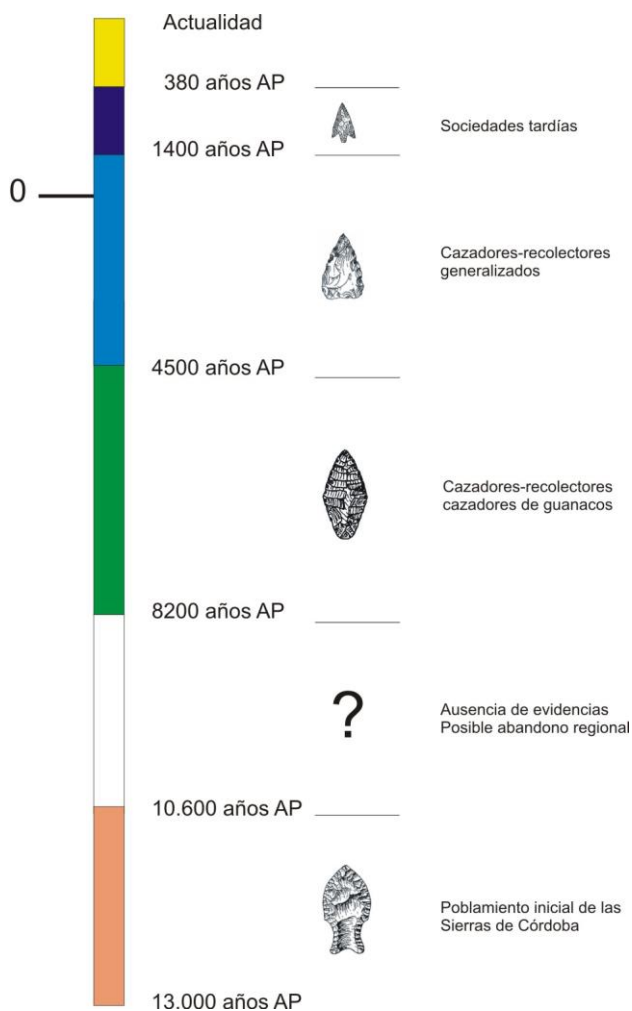 Actualidad
380 años AP
Sociedades tardías
1400 años AP
0
Cazadores-recolectores
generalizados
4500 años AP
Cazadores-recolectores
cazadores de guanacos
8200 años AP
?
Ausencia de evidencias
Posible abandono regional
10.600 años AP
Poblamiento inicial de las
Sierras de Córdoba
13.000 años AP